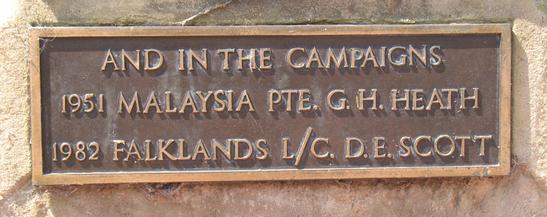 AND IN THE CAMPAIGNS
1951 MALAYSIA PTE. G.H. HEATH
1982 FALKLANDS L/C. D.E. SCOTT